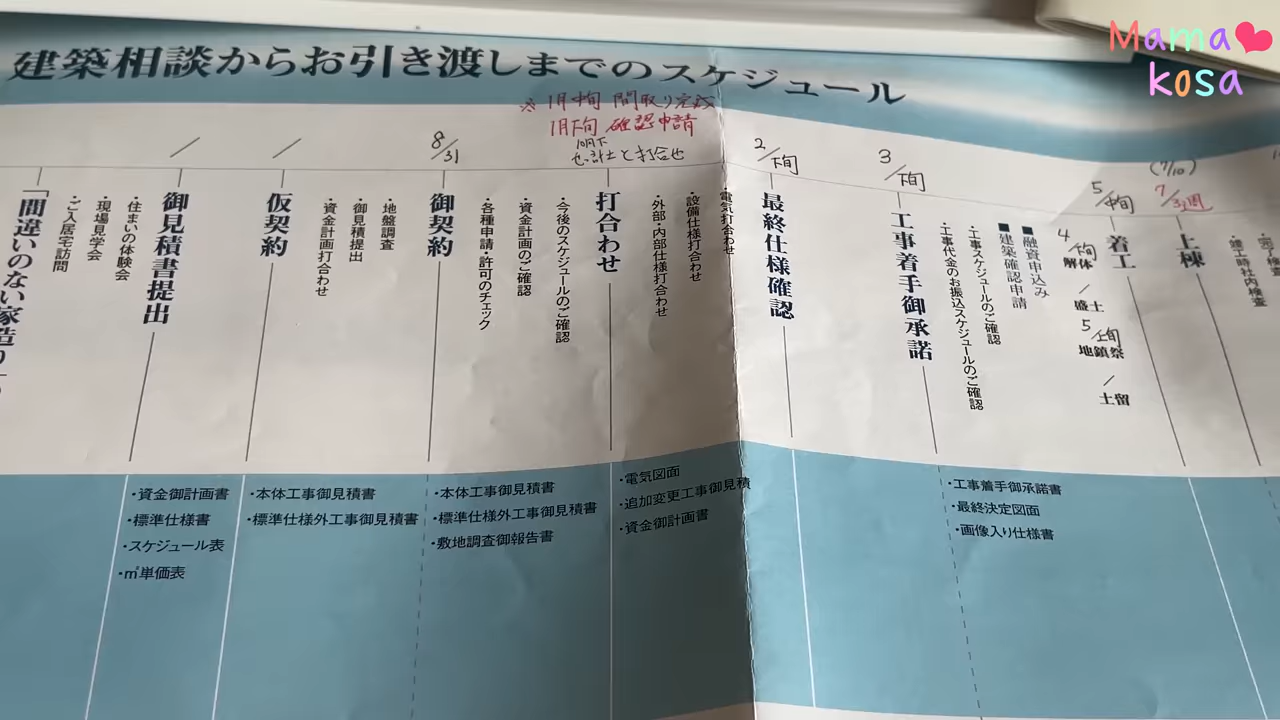 Mama
kosa
建築相談からお引き渡しまでのスケジュール
※ 1月中旬 間取り完成
1月下旬 確認申請
10月下
設計士と打合せ
8/31
2/下旬
3/下旬
5/中旬
(7/10)
7/3週
「間違いのない家造り
・ご入居宅訪問
・現場見学会
・住まいの体験会
御見積書提出
仮契約
・資金計画打合わせ
・御見積提出
・地盤調査
御契約
・各種申請・許可のチェック
・資金計画のご確認
・今後のスケジュールのご確認
打合わせ
・外部・内部仕様打合わせ
・設備仕様打合わせ
・電気打合わせ
最終仕様確認
工事着手御承諾
・工事代金のお振込スケジュールのご確認
・工事スケジュールのご確認
■建築確認申請
■融資申込み
4/下旬
解体
盛土
5/上旬
地鎮祭
土留
着工
上棟
・竣工時社内検査
・資金御計画書
・標準仕様書
・スケジュール表
・㎡単価表
・本体工事御見積書
・標準仕様外工事御見積書
・本体工事御見積書
・標準仕様外工事御見積書
・敷地調査御報告書
・電気図面
・追加変更工事御見積
・資金御計画書
・工事着手御承諾書
・最終決定図面
・画像入り仕様書